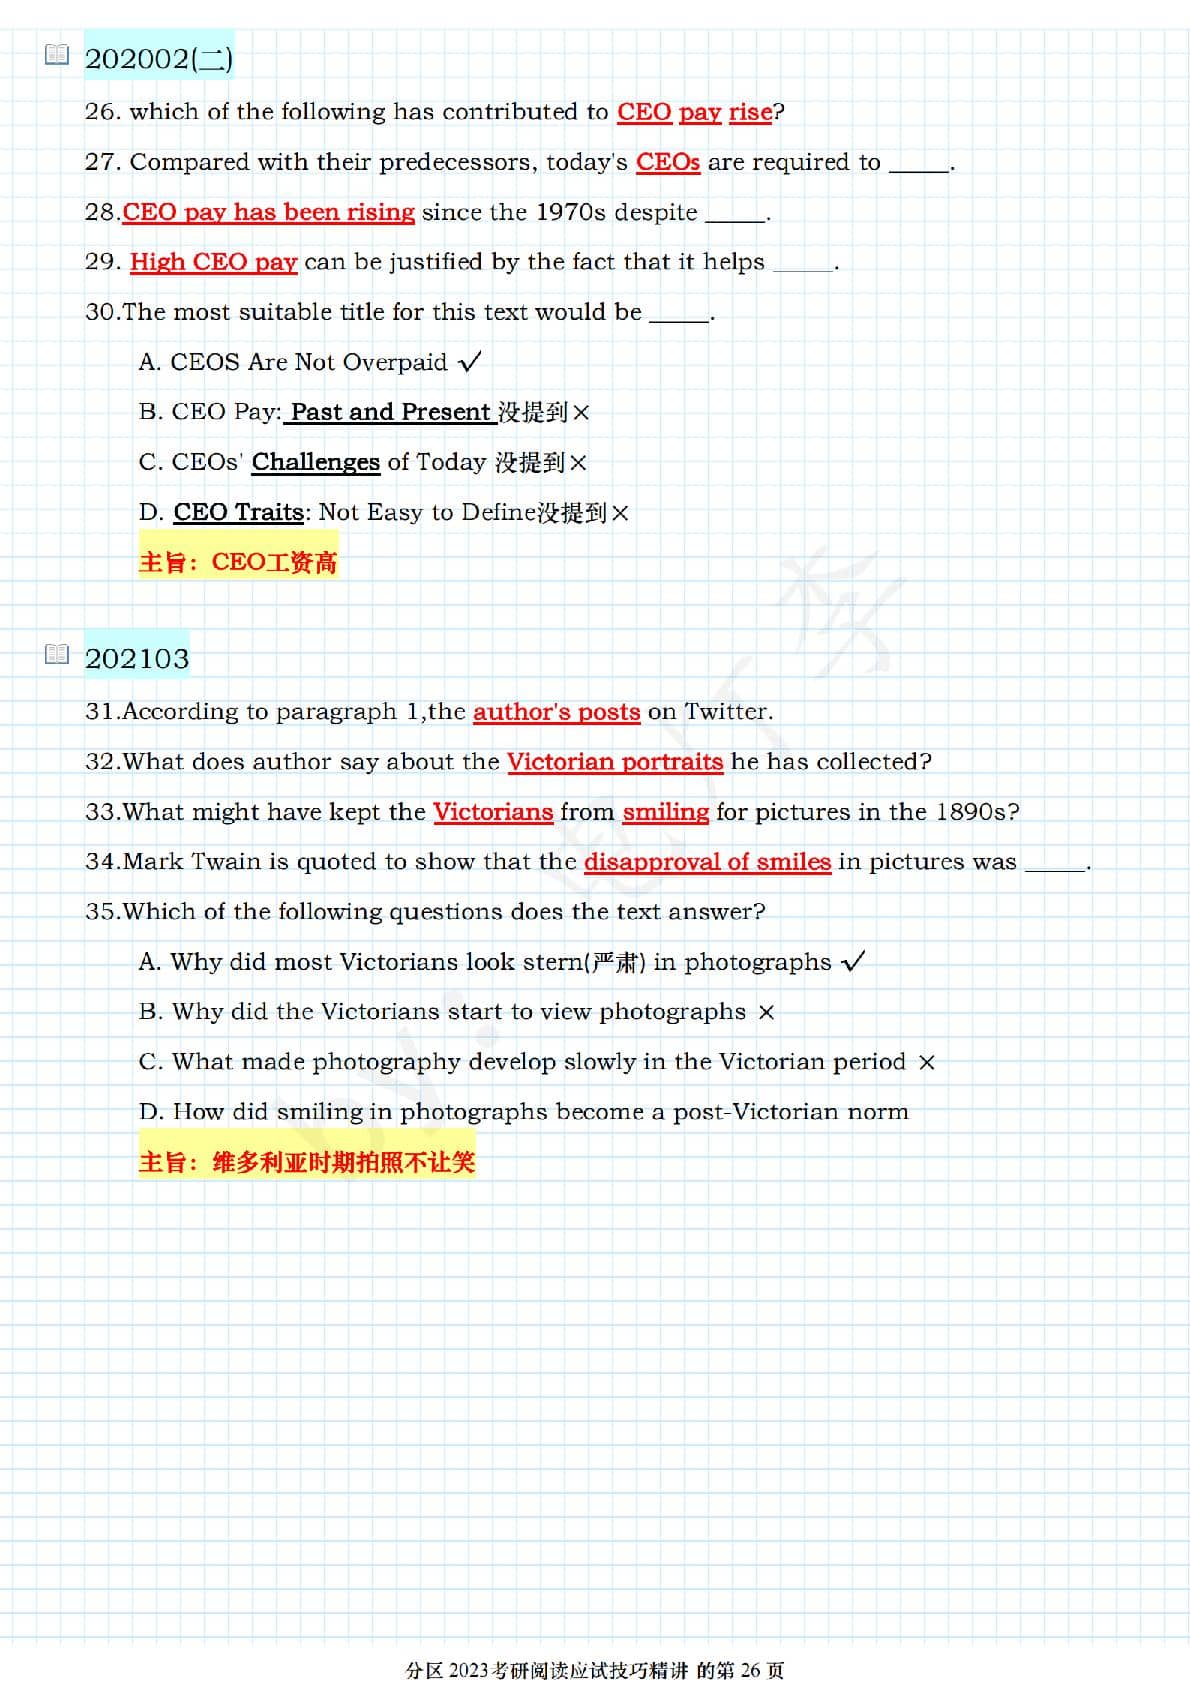 202002(二)
26. which of the following has contributed to CEO pay rise?
27. Compared with their predecessors, today's CEOs are required to _____.
28.CEO pay has been rising since the 1970s despite _____.
29. High CEO pay can be justified by the fact that it helps _____.
30.The most suitable title for this text would be _____.
A. CEOS Are Not Overpaid ✓
B. CEO Pay: Past and Present 没提到×
C. CEOs' Challenges of Today 没提到×
D. CEO Traits: Not Easy to Define没提到×
主旨：CEO工资高
202103
31.According to paragraph 1,the author's posts on Twitter.
32.What does author say about the Victorian portraits he has collected?
33.What might have kept the Victorians from smiling for pictures in the 1890s?
34.Mark Twain is quoted to show that the disapproval of smiles in pictures was _____.
35.Which of the following questions does the text answer?
A. Why did most Victorians look stern(严肃) in photographs ✓
B. Why did the Victorians start to view photographs ×
C. What made photography develop slowly in the Victorian period ×
D. How did smiling in photographs become a post-Victorian norm
主旨：维多利亚时期拍照不让笑
分区 2023考研阅读应试技巧精讲 的第 26 页